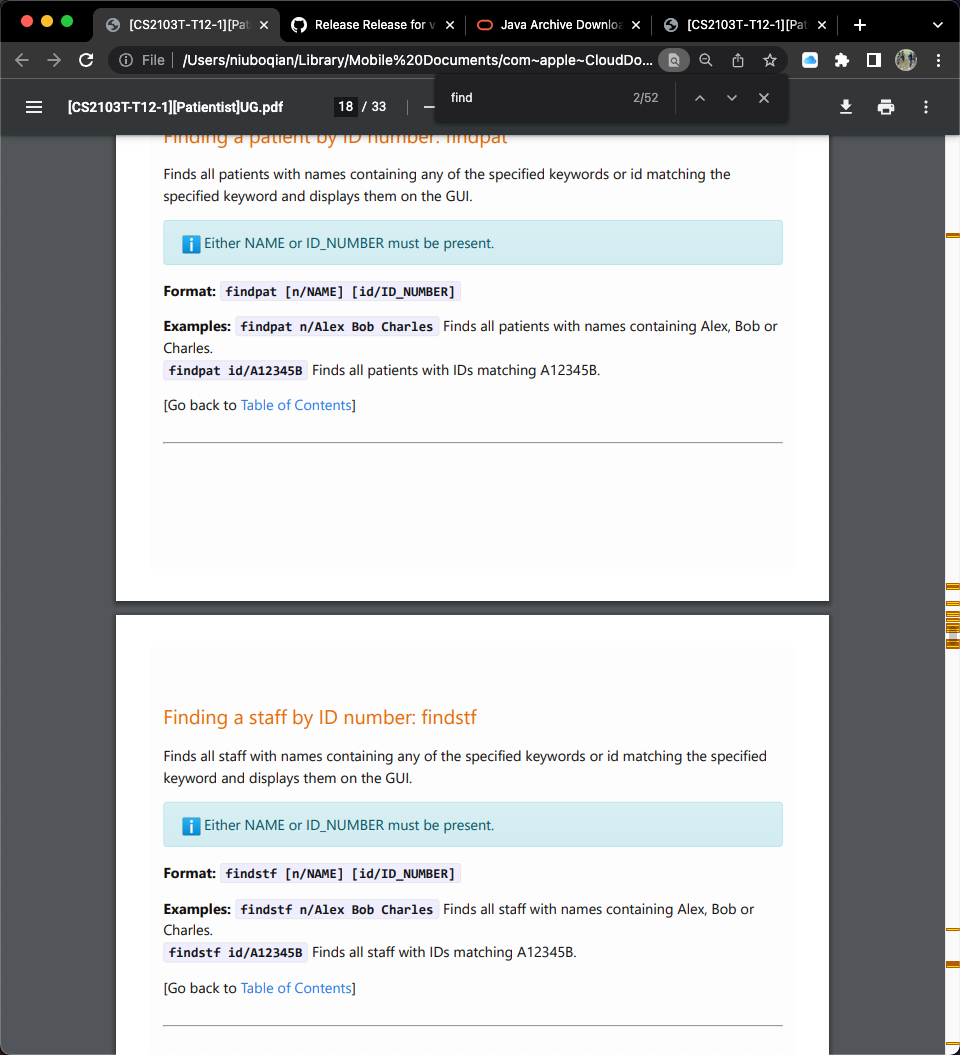 [CS2103T-T12-1][Pat
Release Release for v
Java Archive Downloa
[CS2103T-T12-1][Pat
File
/Users/niuboqian/Library/Mobile%20Documents/com~apple~CloudDo...
[CS2103T-T12-1][Patientist]UG.pdf
18 / 33
find
2/52
Finding a patient by ID number: findpat
Finds all patients with names containing any of the specified keywords or id matching the
specified keyword and displays them on the GUI.
Either NAME or ID_NUMBER must be present.
Format: findpat [n/NAME] [id/ID_NUMBER]
Examples: findpat n/Alex Bob Charles Finds all patients with names containing Alex, Bob or
Charles.
findpat id/A12345B Finds all patients with IDs matching A12345B.
[Go back to Table of Contents]
Finding a staff by ID number: findstf
Finds all staff with names containing any of the specified keywords or id matching the specified
keyword and displays them on the GUI.
Either NAME or ID_NUMBER must be present.
Format: findstf [n/NAME] [id/ID_NUMBER]
Examples: findstf n/Alex Bob Charles Finds all staff with names containing Alex, Bob or
Charles.
findstf id/A12345B Finds all staff with IDs matching A12345B.
[Go back to Table of Contents]